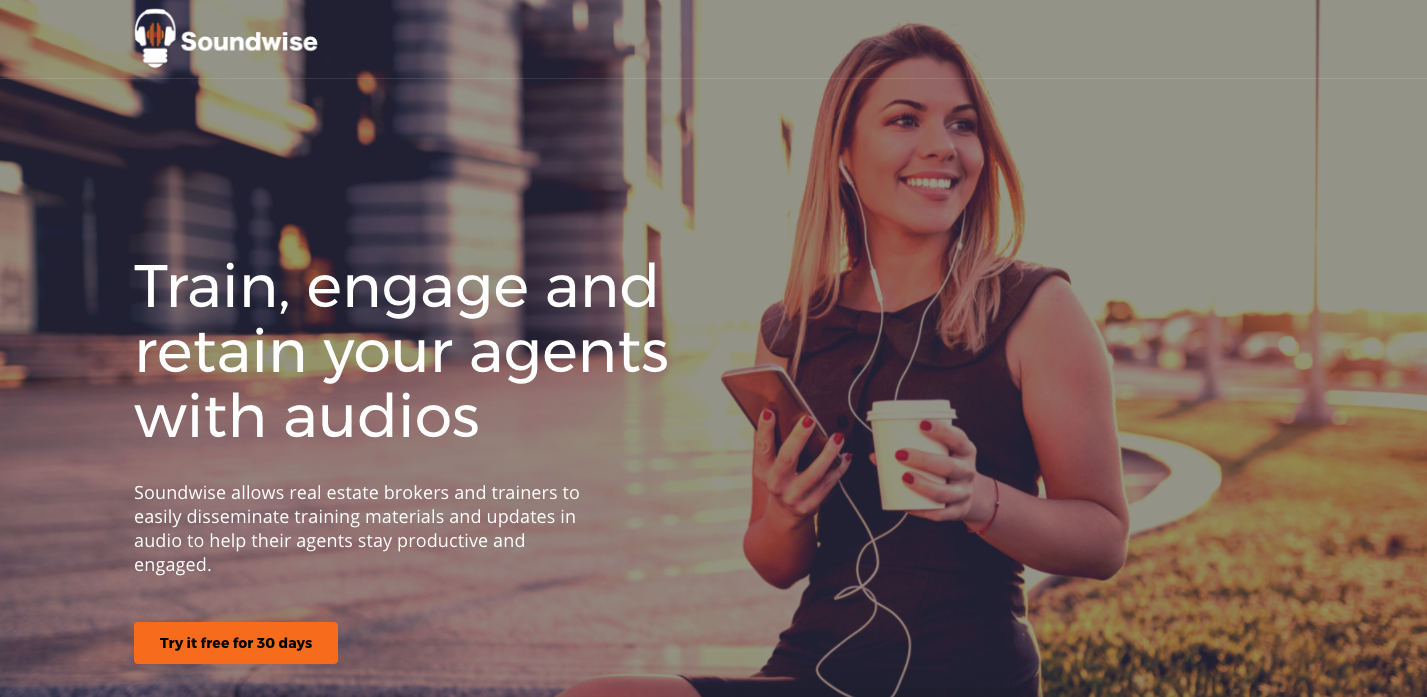 Soundwise
Train, engage and
retain your agents
with audios
Soundwise allows real estate brokers and trainers to
easily disseminate training materials and updates in
audio to help their agents stay productive and
engaged.
Try it free for 30 days